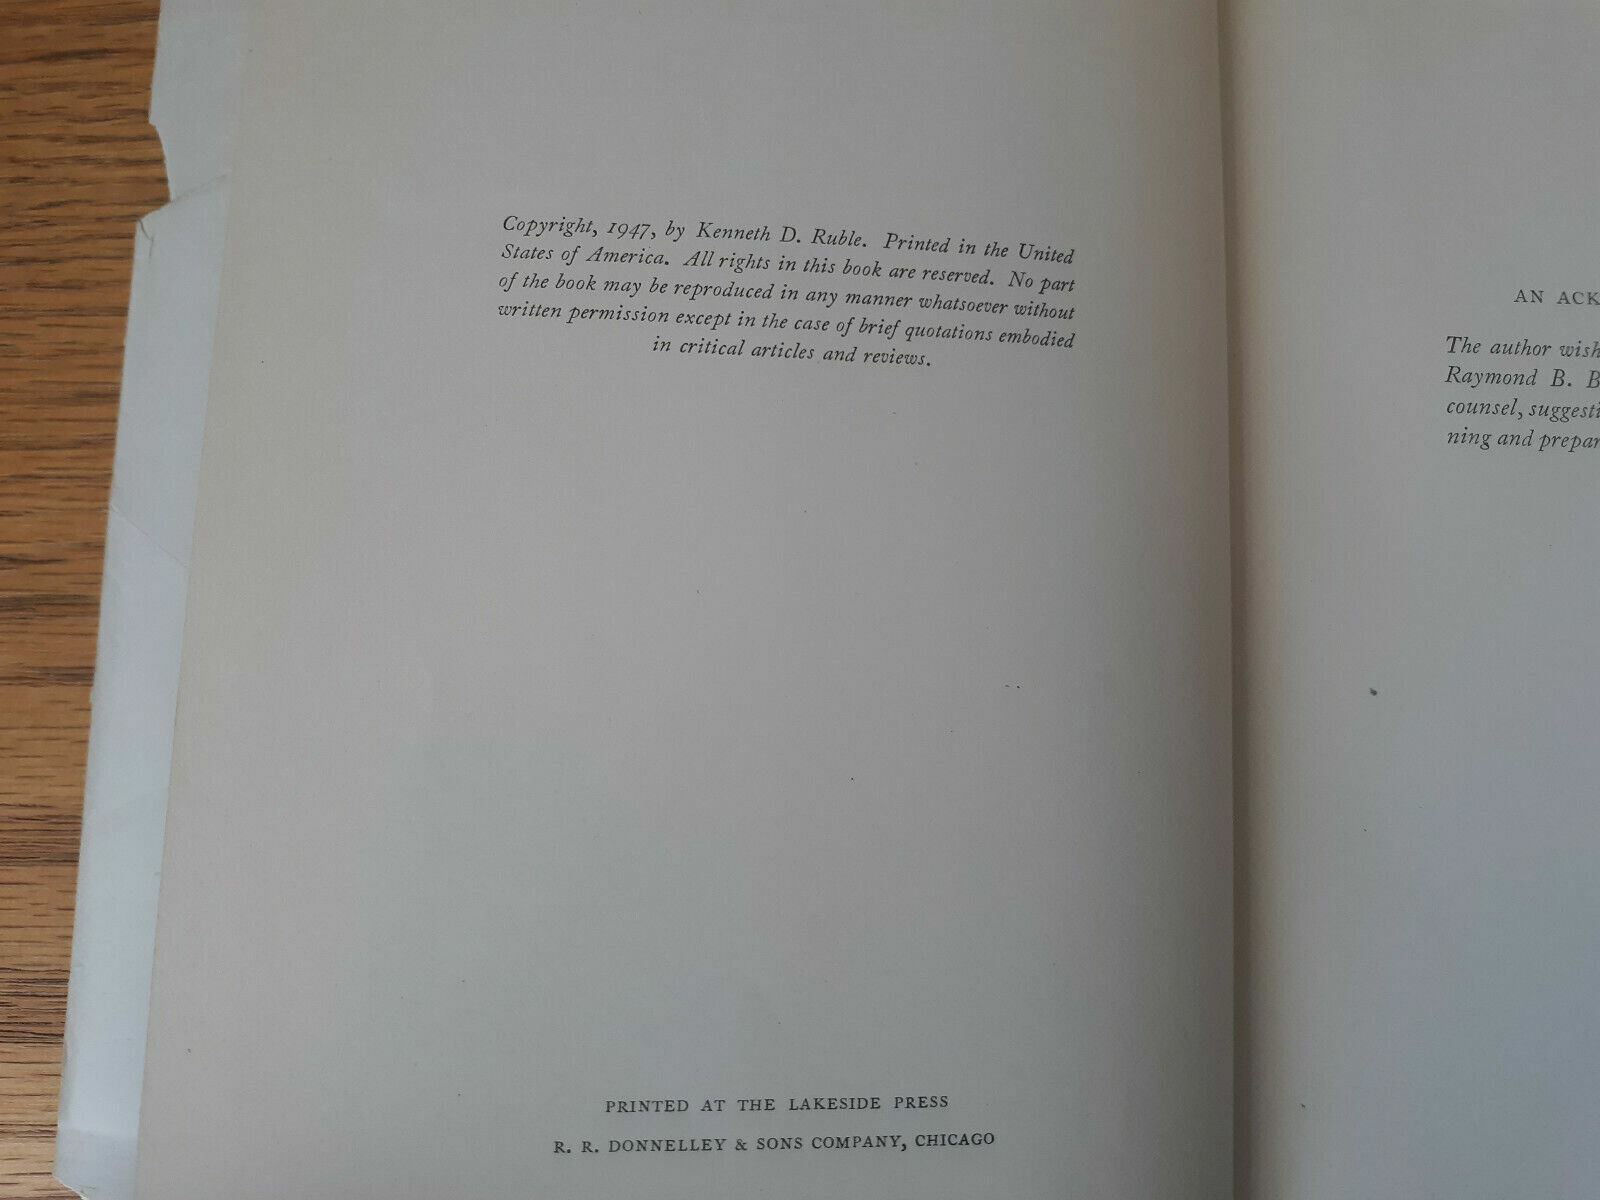 Copyright, 1947, by Kenneth D. Ruble. Printed in the United
States of America. All rights in this book are reserved. No part
of the book may be reproduced in any manner whatsoever without
written permission except in the case of brief quotations embodied
in critical articles and reviews.
PRINTED AT THE LAKESIDE PRESS
R. R. DONNELLEY & SONS COMPANY, CHICAGO
AN ACK
The author wish
Raymond B. B
counsel, suggesti
ning and prepar